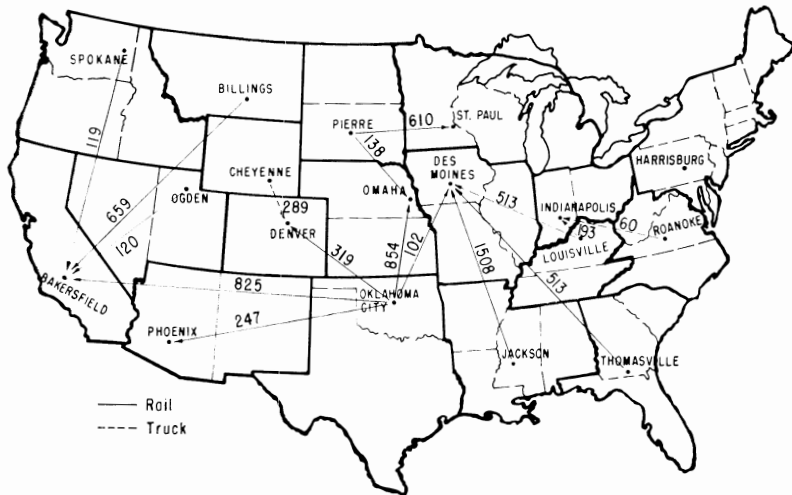 SPOKANE
BILLINGS
PIERRE
610
ST. PAUL
119
138
CHEYENNE
DES
MOINES
HARRISBURG
OGDEN
OMAHA
513
INDIANAPOLIS
659
289
193
60
ROANOKE
120
DENVER
319
854
102
LOUISVILLE
825
1508
513
BAKERSFIELD
OKLAHOMA
CITY
PHOENIX
247
JACKSON
THOMASVILLE
Rail
Truck